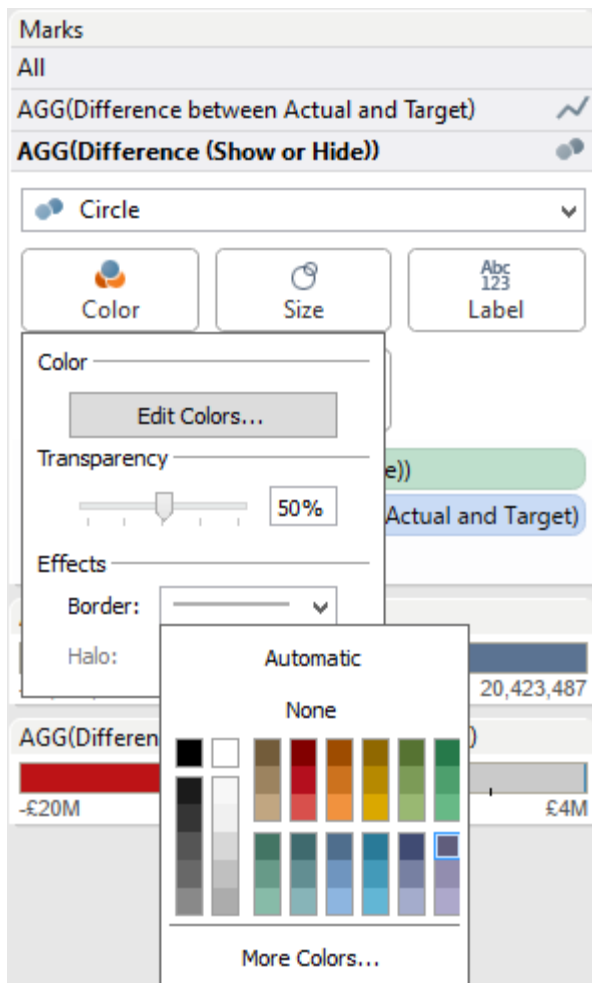 Marks
All
AGG(Difference between Actual and Target)
AGG(Difference (Show or Hide))
Circle
Color
Size
Abc
123
Label
Color
Edit Colors...
Transparency
e))
50%
Actual and Target)
Effects
Border:
Halo:
Automatic
20,423,487
None
AGG(Differen
)
-£20M
£4M
More Colors...